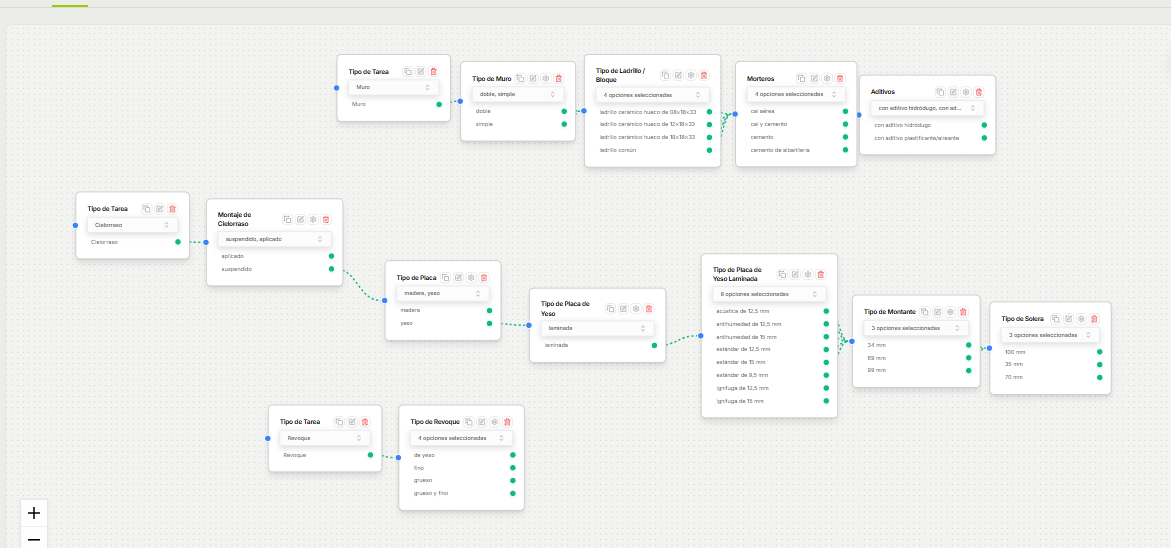 Tipo de Tarea
Muro
Muro
Tipo de Muro
doble, simple
doble
simple
Tipo de Ladrillo /
Bloque
4 opciones seleccionadas
ladrillo cerámico hueco de 08x18x33
ladrillo cerámico hueco de 12x18x33
ladrillo cerámico hueco de 18x18x33
ladrillo común
Morteros
4 opciones seleccionadas
cal aérea
cal y cemento
cemento
cemento de albañilería
Aditivos
con aditivo hidrófugo, con ad...
con aditivo hidrófugo
con aditivo plastificante/aireante
Tipo de Tarea
Cielorraso
Cielorraso
Montaje de
Cielorraso
suspendido, aplicado
aplicado
suspendido
Tipo de Placa
madera, yeso
madera
yeso
Tipo de Placa de
Yeso
laminada
laminada
Tipo de Placa de
Yeso Laminada
8 opciones seleccionadas
acústica de 12,5 mm
antihumedad de 12,5 mm
antihumedad de 15 mm
estándar de 12,5 mm
estándar de 15 mm
estándar de 9,5 mm
ignífuga de 12,5 mm
ignífuga de 15 mm
Tipo de Montante
3 opciones seleccionadas
34 mm
69 mm
99 mm
Tipo de Solera
3 opciones seleccionadas
100 mm
35 mm
70 mm
Tipo de Tarea
Revoque
Revoque
Tipo de Revoque
4 opciones seleccionadas
de yeso
fino
grueso
grueso y fino